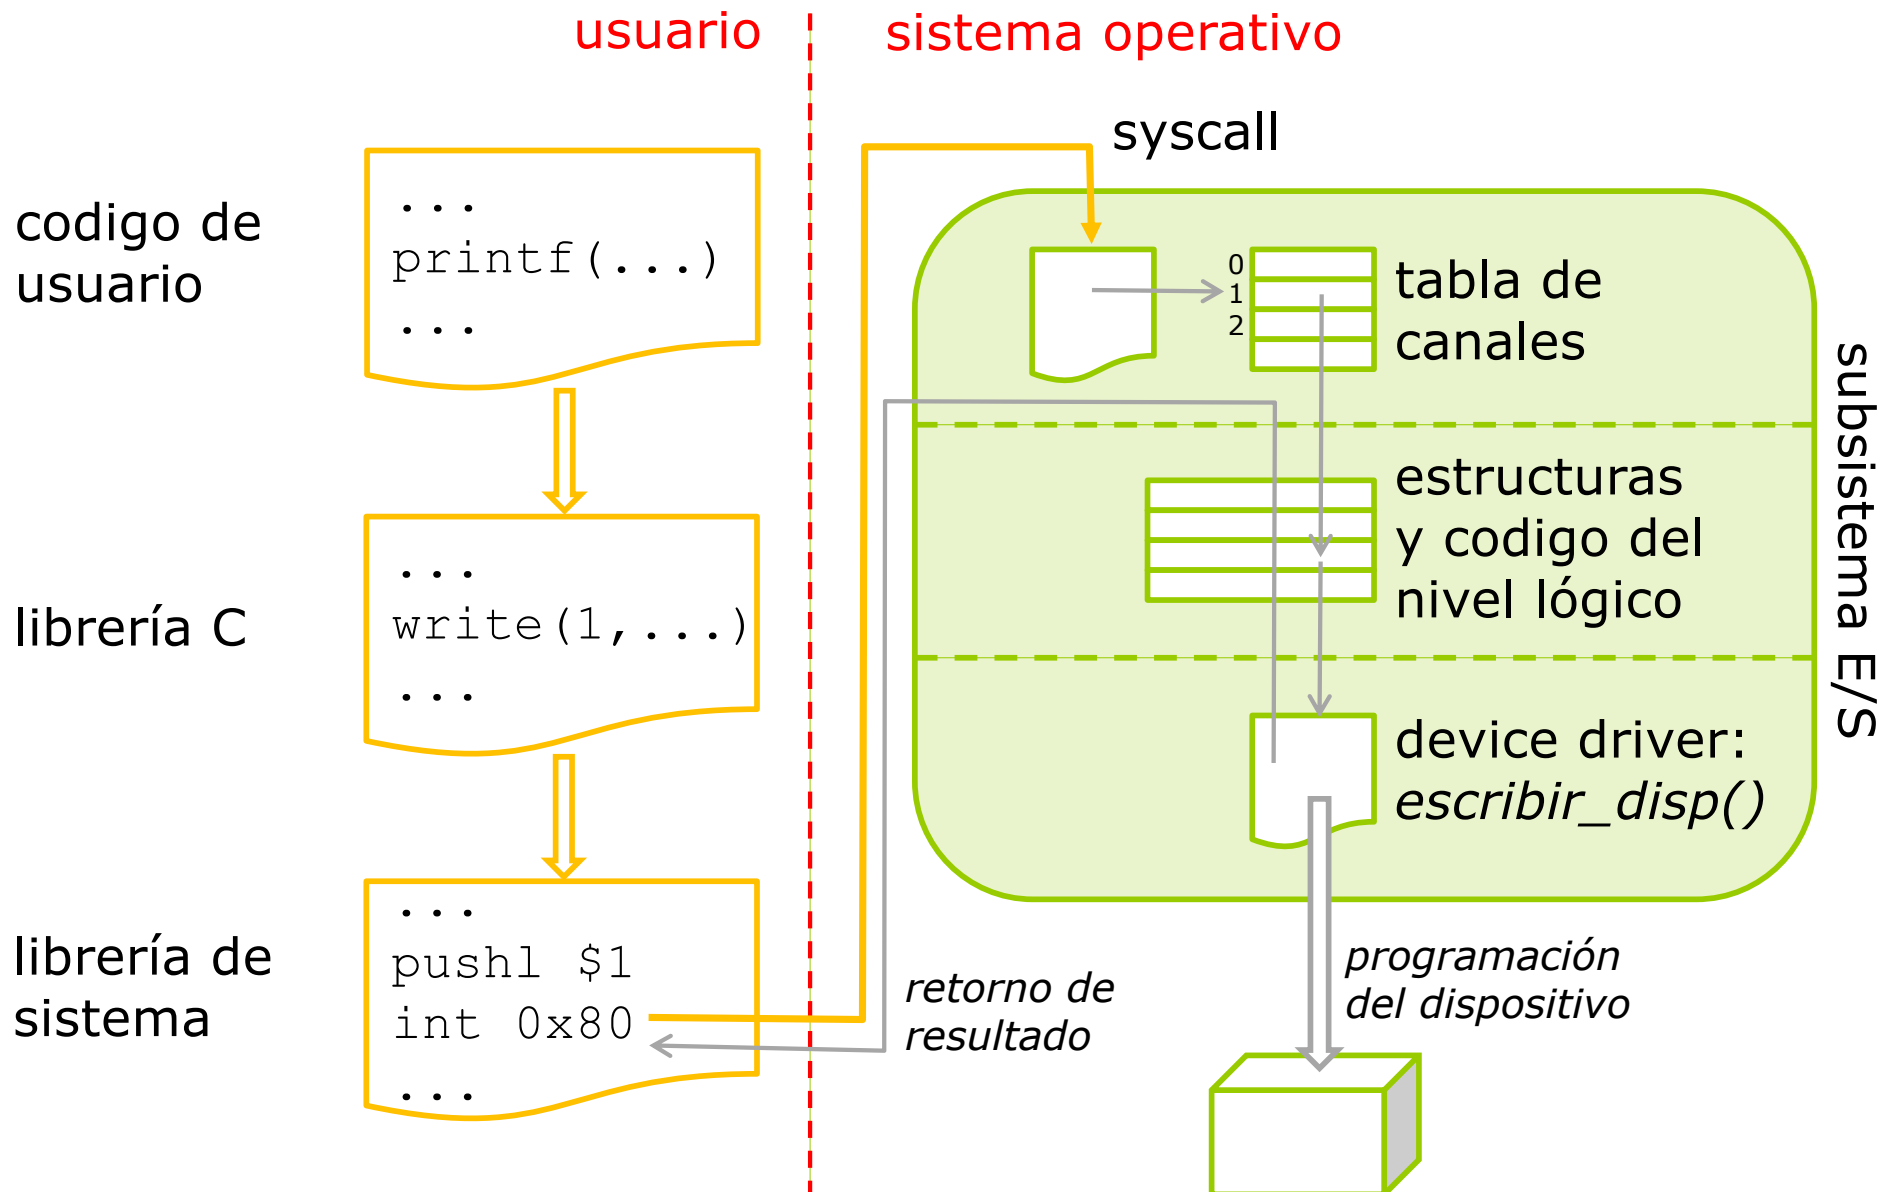 usuario
sistema operativo
syscall
codigo de
usuario
...
printf(...)
...
0
1
2
tabla de
canales
subsistema E/S
librería C
...
write(1,...)
...
estructuras
y codigo del
nivel lógico
device driver:
escribir_disp()
librería de
sistema
...
pushl $1
int 0x80
...
retorno de
resultado
programación
del dispositivo